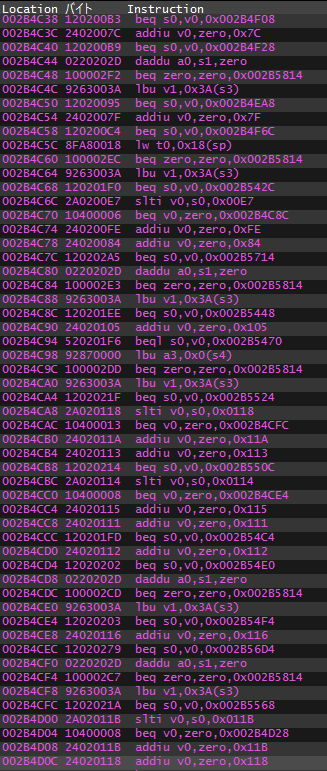 Location バイト Instruction
002B4C38 120200B3 beq s0,v0,0x002B4F08
002B4C3C 2402007C addiu v0,zero,0x7C
002B4C40 120200B9 beq s0,v0,0x002B4F28
002B4C44 0220202D daddu a0,s1,zero
002B4C48 100002F2 beq zero,zero,0x002B5814
002B4C4C 9263003A lbu v1,0x3A(s3)
002B4C50 12020095 beq s0,v0,0x002B4EA8
002B4C54 2402007F addiu v0,zero,0x7F
002B4C58 120200C4 beq s0,v0,0x002B4F6C
002B4C5C 8FA80018 lw t0,0x18(sp)
002B4C60 100002EC beq zero,zero,0x002B5814
002B4C64 9263003A lbu v1,0x3A(s3)
002B4C68 120201F0 beq s0,v0,0x002B542C
002B4C6C 2A0200E7 slti v0,s0,0x00E7
002B4C70 10400006 beq v0,zero,0x002B4C8C
002B4C74 240200FE addiu v0,zero,0xFE
002B4C78 24020084 addiu v0,zero,0x84
002B4C7C 120202A5 beq s0,v0,0x002B5714
002B4C80 0220202D daddu a0,s1,zero
002B4C84 100002E3 beq zero,zero,0x002B5814
002B4C88 9263003A lbu v1,0x3A(s3)
002B4C8C 120201EE beq s0,v0,0x002B5448
002B4C90 24020105 addiu v0,zero,0x105
002B4C94 520201F6 beql s0,v0,0x002B5470
002B4C98 92870000 lbu a3,0x0(s4)
002B4C9C 100002DD beq zero,zero,0x002B5814
002B4CA0 9263003A lbu v1,0x3A(s3)
002B4CA4 1202021F beq s0,v0,0x002B5524
002B4CA8 2A020118 slti v0,s0,0x0118
002B4CAC 10400013 beq v0,zero,0x002B4CFC
002B4CB0 2402011A addiu v0,zero,0x11A
002B4CB4 24020113 addiu v0,zero,0x113
002B4CB8 12020214 beq s0,v0,0x002B550C
002B4CBC 2A020114 slti v0,s0,0x0114
002B4CC0 10400008 beq v0,zero,0x002B4CE4
002B4CC4 24020115 addiu v0,zero,0x115
002B4CC8 24020111 addiu v0,zero,0x111
002B4CCC 120201FD beq s0,v0,0x002B54C4
002B4CD0 24020112 addiu v0,zero,0x112
002B4CD4 12020202 beq s0,v0,0x002B54E0
002B4CD8 0220202D daddu a0,s1,zero
002B4CDC 100002CD beq zero,zero,0x002B5814
002B4CE0 9263003A lbu v1,0x3A(s3)
002B4CE4 12020203 beq s0,v0,0x002B54F4
002B4CE8 24020116 addiu v0,zero,0x116
002B4CEC 12020279 beq s0,v0,0x002B56D4
002B4CF0 0220202D daddu a0,s1,zero
002B4CF4 100002C7 beq zero,zero,0x002B5814
002B4CF8 9263003A lbu v1,0x3A(s3)
002B4CFC 1202021A beq s0,v0,0x002B5568
002B4D00 2A02011B slti v0,s0,0x011B
002B4D04 10400008 beq v0,zero,0x002B4D28
002B4D08 2402011B addiu v0,zero,0x11B
002B4D0C 24020118 addiu v0,zero,0x118